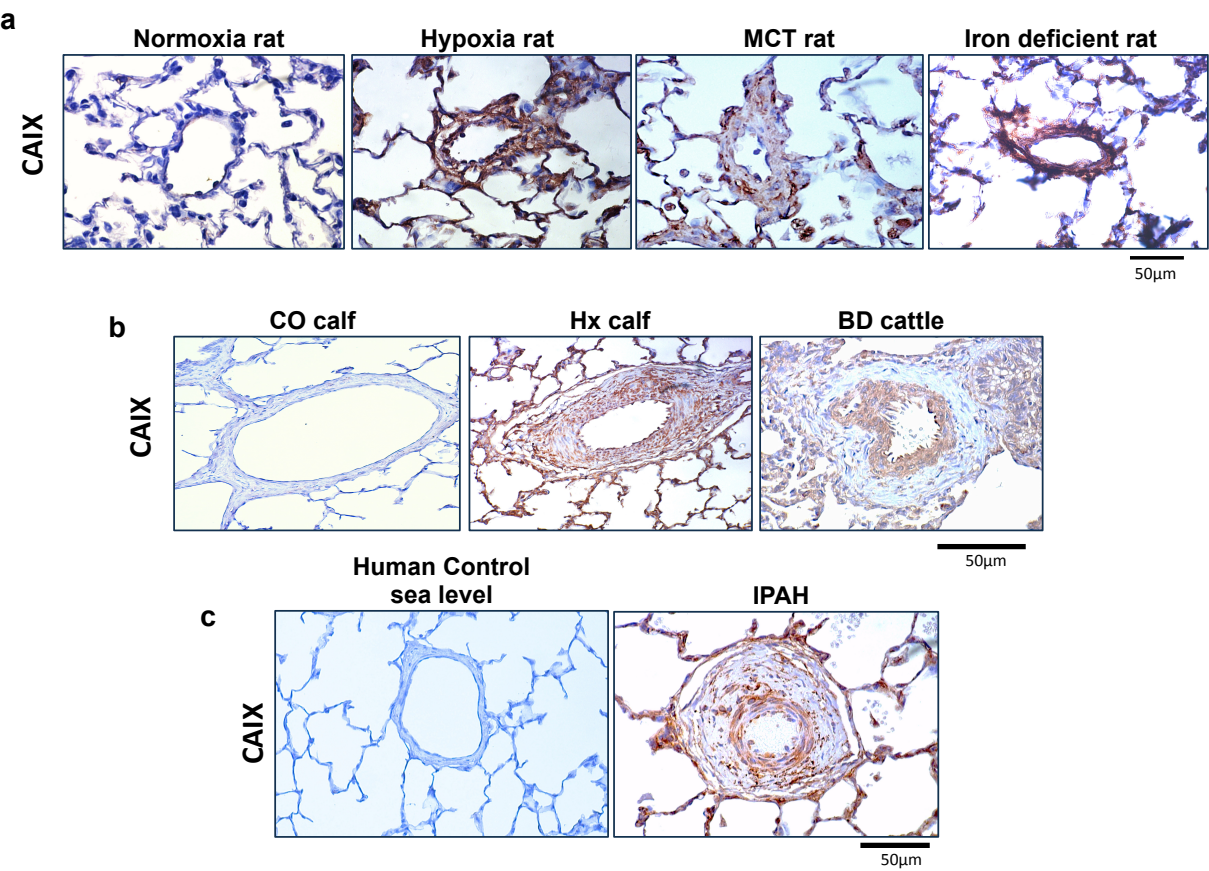 a
Normoxia rat
Hypoxia rat
MCT rat
Iron deficient rat
CAIX
50µm
b
CO calf
Hx calf
BD cattle
CAIX
50µm
c
Human Control
sea level
IPAH
CAIX
50µm